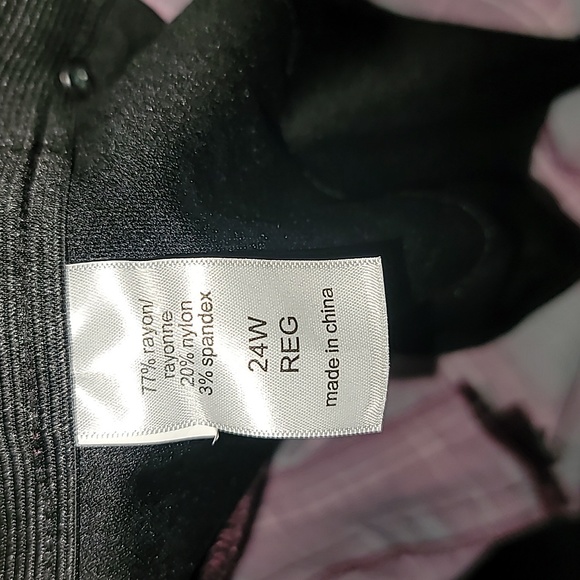 77% rayon/
rayonne
20% nylon
3% spandex
24W
REG
made in china